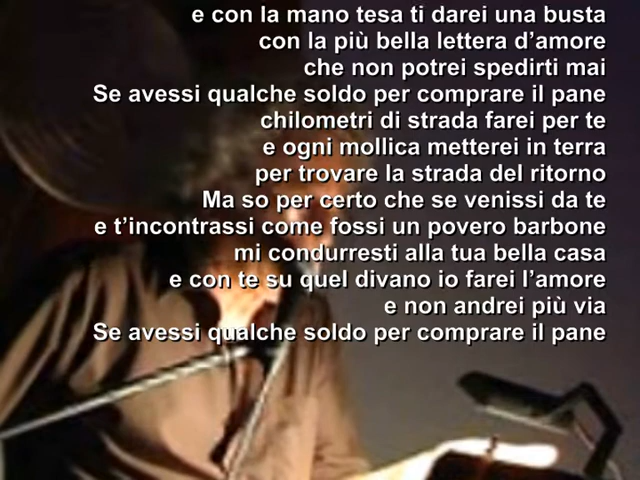 e con la mano tesa ti darei una busta
con la più bella lettera d’amore
che non potrei spedirti mai
Se avessi qualche soldo per comprare il pane
chilometri di strada farei per te
e ogni mollica metterei in terra
per trovare la strada del ritorno
Ma so per certo che se venissi da te
e t’incontrassi come fossi un povero barbone
mi condurresti alla tua bella casa
e con te su quel divano io farei l’amore
e non andrei più via
Se avessi qualche soldo per comprare il pane